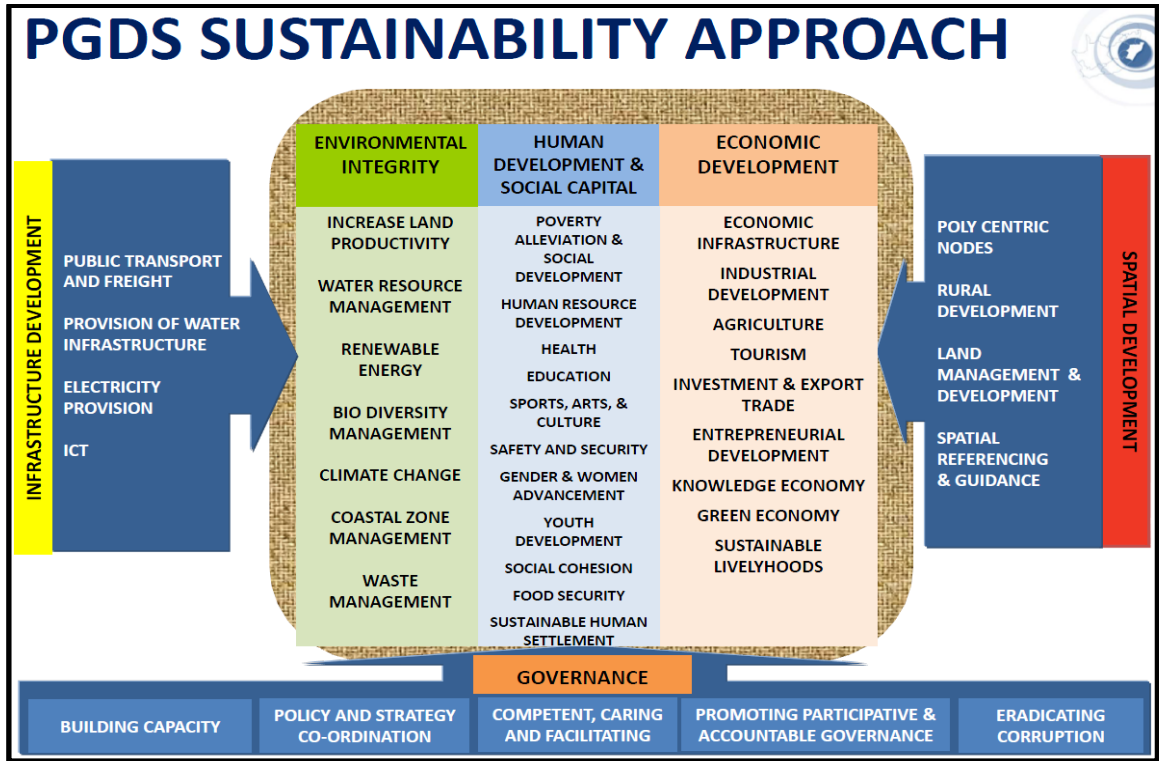 PGDS SUSTAINABILITY APPROACH
INFRASTRUCTURE DEVELOPMENT
PUBLIC TRANSPORT
AND FREIGHT
PROVISION OF WATER
INFRASTRUCTURE
ELECTRICITY
PROVISION
ICT
ENVIRONMENTAL
INTEGRITY
INCREASE LAND
PRODUCTIVITY
WATER RESOURCE
MANAGEMENT
RENEWABLE
ENERGY
BIO DIVERSITY
MANAGEMENT
CLIMATE CHANGE
COASTAL ZONE
MANAGEMENT
WASTE
MANAGEMENT
HUMAN
DEVELOPMENT &
SOCIAL CAPITAL
POVERTY
ALLEVIATION &
SOCIAL
DEVELOPMENT
HUMAN RESOURCE
DEVELOPMENT
HEALTH
EDUCATION
SPORTS, ARTS, &
CULTURE
SAFETY AND SECURITY
GENDER & WOMEN
ADVANCEMENT
YOUTH
DEVELOPMENT
SOCIAL COHESION
FOOD SECURITY
SUSTAINABLE HUMAN
SETTLEMENT
ECONOMIC
DEVELOPMENT
ECONOMIC
INFRASTRUCTURE
INDUSTRIAL
DEVELOPMENT
AGRICULTURE
TOURISM
INVESTMENT & EXPORT
TRADE
ENTREPRENEURIAL
DEVELOPMENT
KNOWLEDGE ECONOMY
GREEN ECONOMY
SUSTAINABLE
LIVELYHOODS
POLY CENTRIC
NODES
RURAL
DEVELOPMENT
LAND
MANAGEMENT &
DEVELOPMENT
SPATIAL
REFERENCING
& GUIDANCE
SPATIAL DEVELOPMENT
GOVERNANCE
BUILDING CAPACITY
POLICY AND STRATEGY
CO-ORDINATION
COMPETENT, CARING
AND FACILITATING
PROMOTING PARTICIPATIVE &
ACCOUNTABLE GOVERNANCE
ERADICATING
CORRUPTION